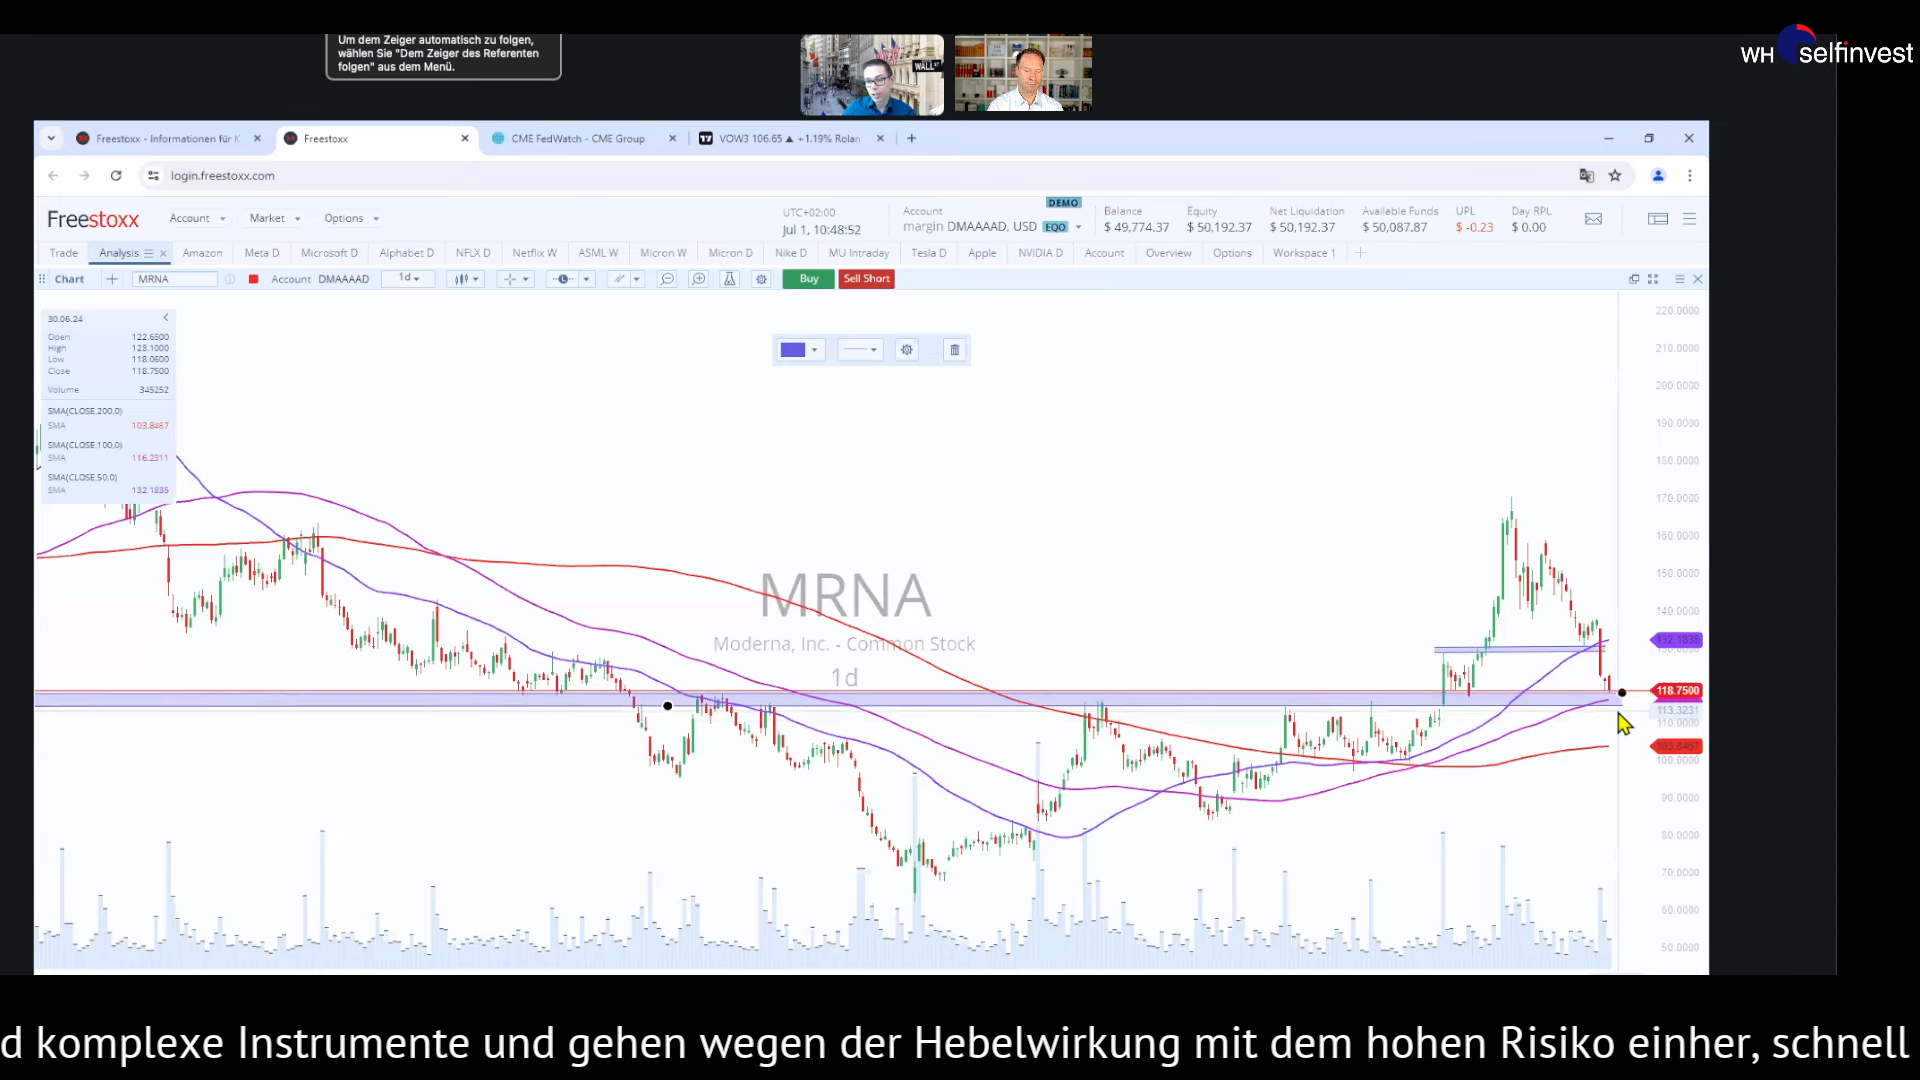 Um dem Zeiger automatisch zu folgen,
wählen Sie "Dem Zeiger des Referenten
folgen" aus dem Menü.
WALL
WH selfinvest
Freestoxx - Informationen für K
Freestoxx
CME FedWatch - CME Group
VOW3 106.65 ▲ +1.19% Rolan
login.freestoxx.com
Freestoxx
Account
Market
Options
UTC+02:00
Jul 1, 10:48:52
DEMO
Account
margin DMAAAAD, USD EQO
Balance
$ 49,774.37
Equity
$ 50,192.37
Net Liquidation
$ 50,192.37
Available Funds
$ 50,087.87
UPL
$ -0.23
Day RPL
$ 0.00
Trade Analysis Amazon Meta D Microsoft D Alphabet D NFLX D Netflix W ASML W Micron W Micron D Nike D MU Intraday Tesla D Apple NVIDIA D Account Overview Options Workspace 1
Chart MRNA Account DMAAAAD 1d Buy Sell Short
30.06.24
Open 122.6500
High 123.1000
Low 118.0600
Close 118.7500
Volume 345252
SMA(CLOSE,200,0)
SMA 103.8467
SMA(CLOSE,100,0)
SMA 116.2311
SMA(CLOSE,50,0)
SMA 132.1835
MRNA
Moderna, Inc. - Common Stock
1d
220.0000
210.0000
200.0000
190.0000
180.0000
170.0000
160.0000
150.0000
140.0000
132.1835
118.7500
113.3231
110.0000
103.8467
100.0000
90.0000
80.0000
70.0000
60.0000
50.0000
d komplexe Instrumente und gehen wegen der Hebelwirkung mit dem hohen Risiko einher, schnell